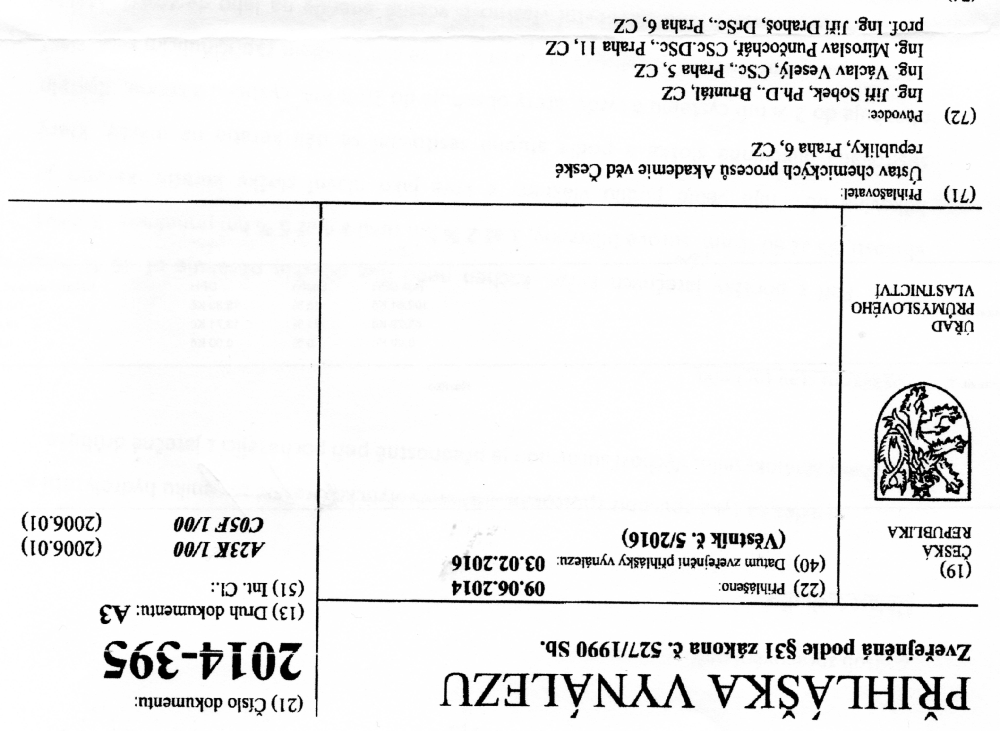 PŘIHLÁŠKA VYNÁLEZU
Zveřejněná podle §31 zákona č. 527/1990 Sb.
(21) Číslo dokumentu:
2014-395
(13) Druh dokumentu: A3
(51) Int. Cl.:
A23K 1/00 (2006.01)
C05F 1/00 (2006.01)
(19)
ČESKÁ
REPUBLIKA
(22) Přihlášeno: 09.06.2014
(40) Datum zveřejnění přihlášky vynálezu: 03.02.2016
(Věstník č. 5/2016)
ÚŘAD
PRŮMYSLOVÉHO
VLASTNICTVÍ
(71) Přihlašovatel:
Ústav chemických procesů Akademie věd České
republiky, Praha 6, CZ
(72) Původce:
Ing. Jiří Sobek, Ph.D., Bruntál, CZ
Ing. Václav Veselý, CSc., Praha 5, CZ
Ing. Miroslav Punčochář, CSc.DSc., Praha 11, CZ
prof. Ing. Jiří Drahoš, DrSc., Praha 6, CZ